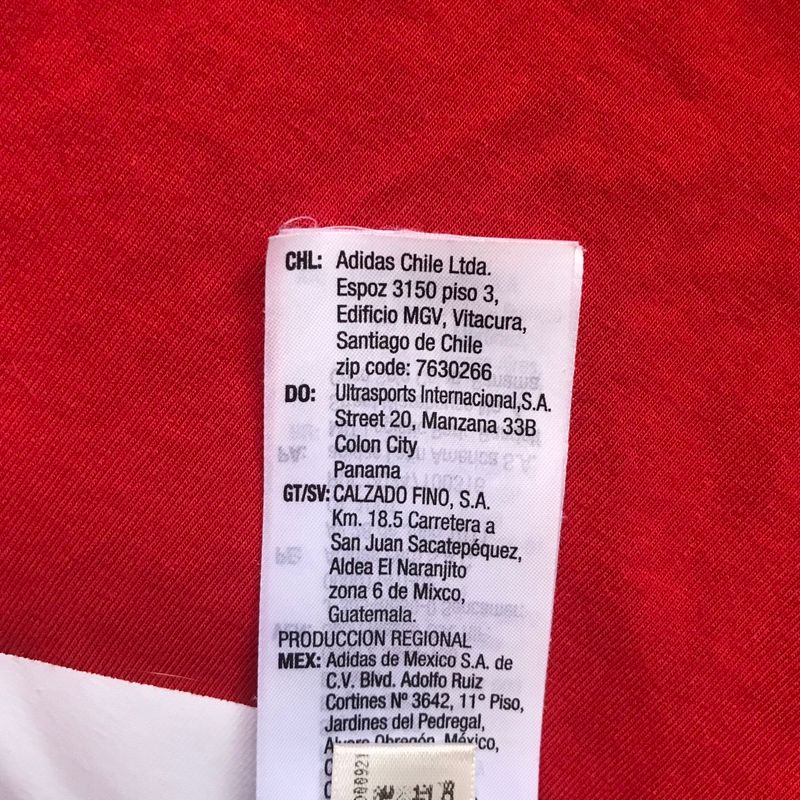 CHL: Adidas Chile Ltda.
Espoz 3150 piso 3,
Edificio MGV, Vitacura,
Santiago de Chile
zip code: 7630266
DO: Ultrasports Internacional,S.A.
Street 20, Manzana 33B
Colon City
Panama
GT/SV: CALZADO FINO, S.A.
Km. 18.5 Carretera a
San Juan Sacatepéquez,
Aldea El Naranjito
zona 6 de Mixco,
Guatemala.
PRODUCCION REGIONAL
MEX: Adidas de Mexico S.A. de
C.V. Blvd. Adolfo Ruiz
Cortines Nº 3642, 11° Piso,
Jardines del Pedregal,
Alvaro Obregón, México,